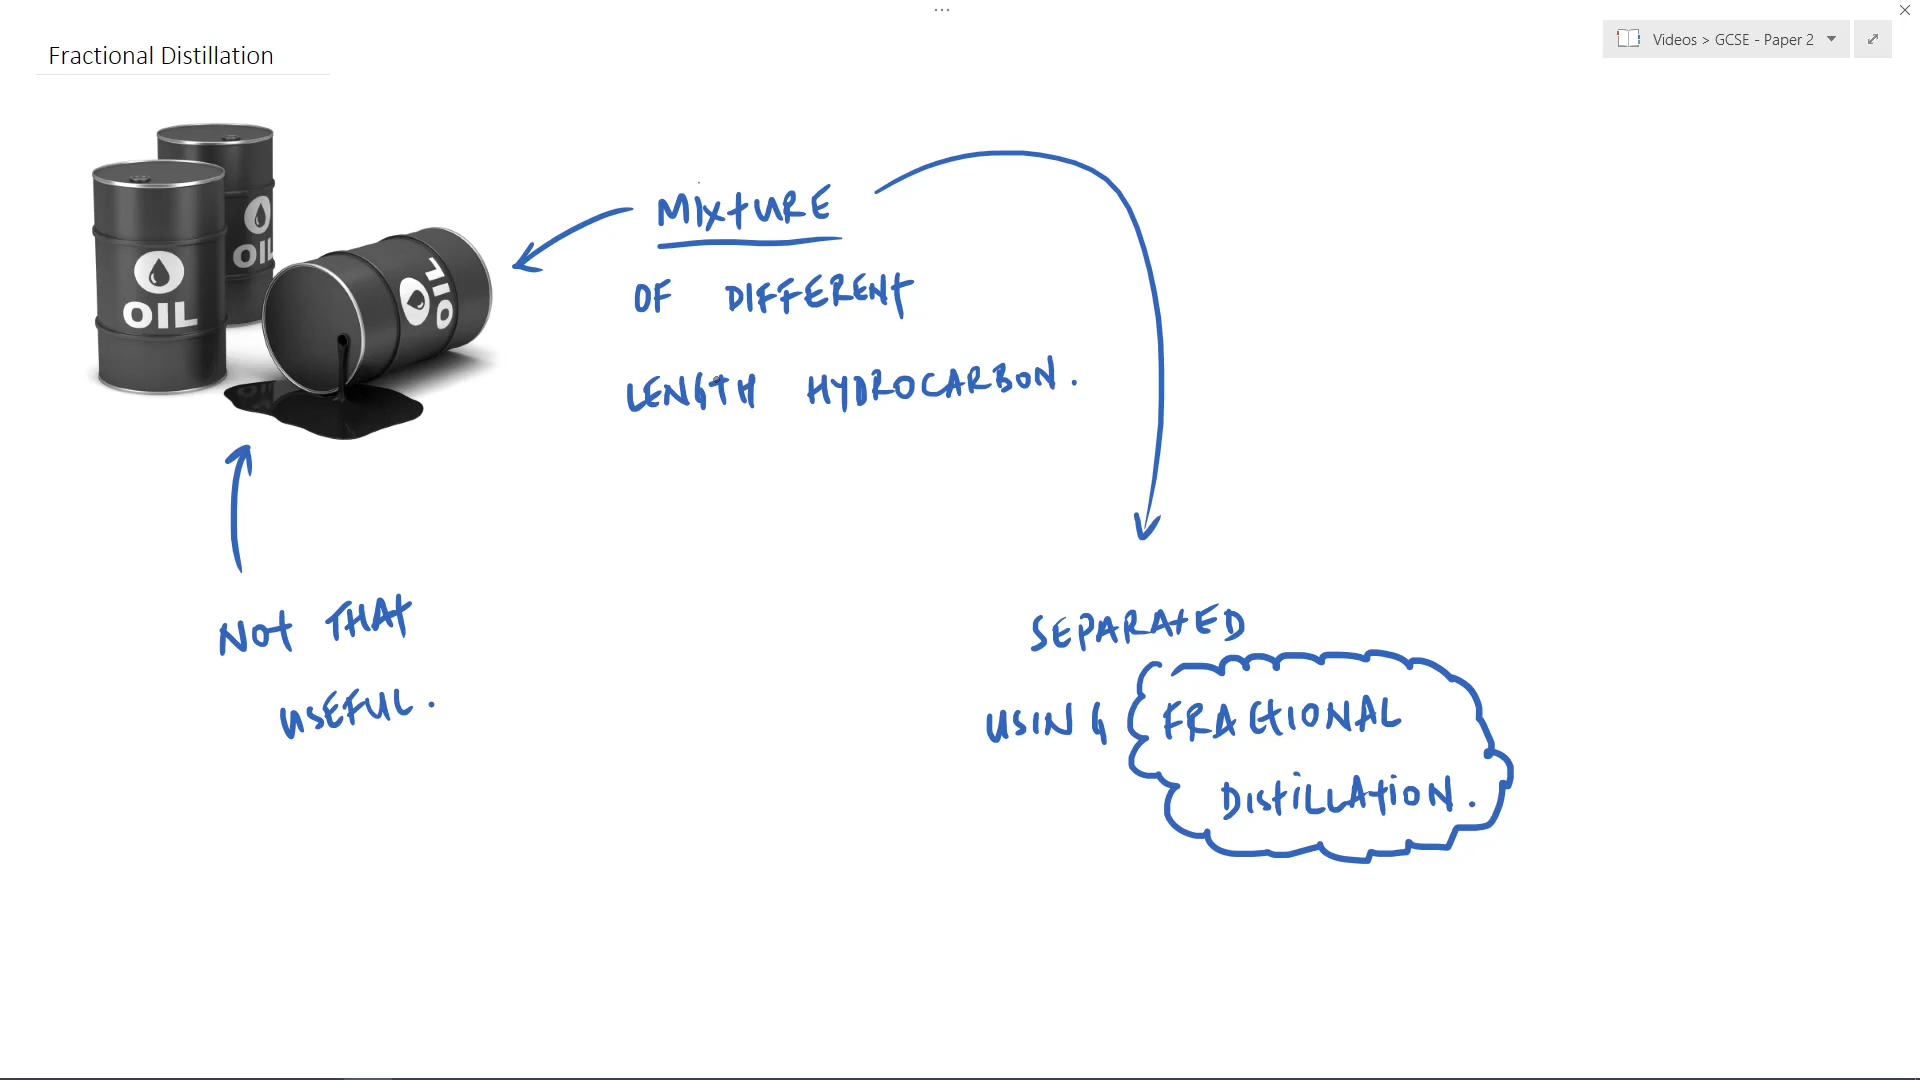 Fractional Distillation
Videos > GCSE - Paper 2
OIL
OIL
OIL
MIXTURE
OF DIFFERENT
LENGTH HYDROCARBON.
NOT THAT
USEFUL.
SEPARATED
USING FRACTIONAL
DISTILLATION.